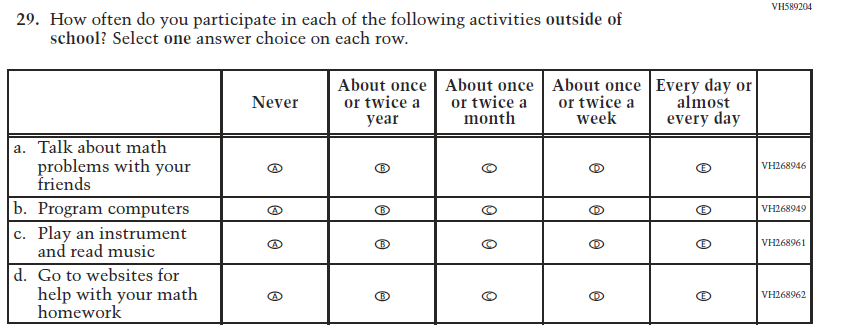 VH589204
29. How often do you participate in each of the following activities outside of
school? Select one answer choice on each row.
Never
About once
or twice a
year
About once
or twice a
month
About once
or twice a
week
Every day or
almost
every day
a. Talk about math
problems with your
friends
A B C D E VH268946
b. Program computers A B C D E VH268949
c. Play an instrument
and read music
A B C D E VH268961
d. Go to websites for
help with your math
homework
A B C D E VH268962